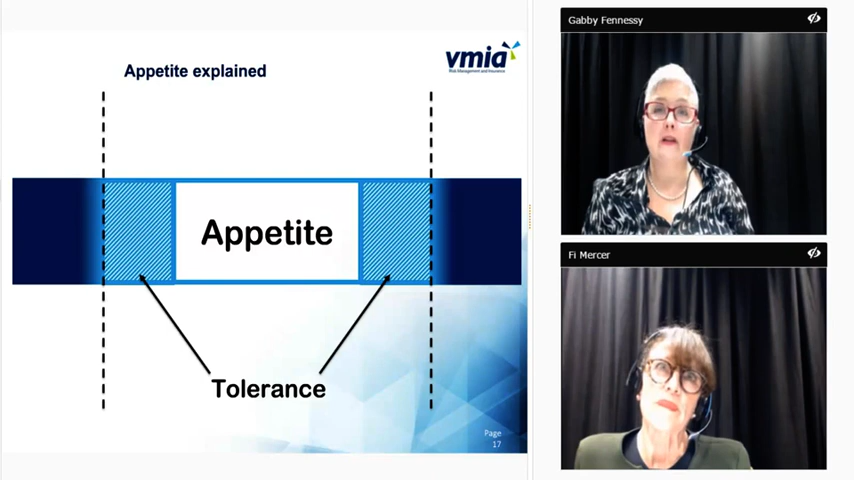 Appetite explained
vmia
Risk Management and Insurance
Appetite
Tolerance
Page
17
Gabby Fennessy
Fi Mercer